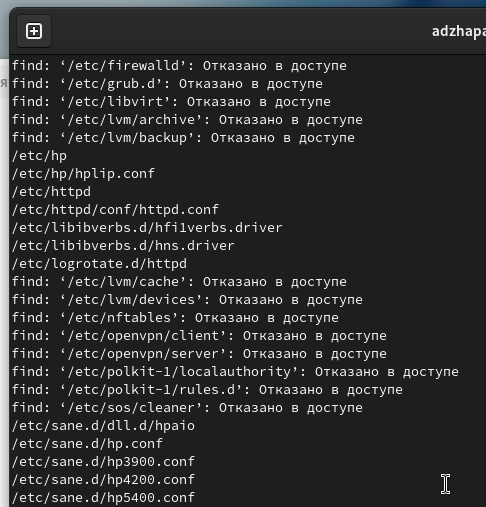 adzhapa
я
find: ‘/etc/firewalld’: Отказано в доступе
find: ‘/etc/grub.d’: Отказано в доступе
find: ‘/etc/libvirt’: Отказано в доступе
find: ‘/etc/lvm/archive’: Отказано в доступе
find: ‘/etc/lvm/backup’: Отказано в доступе
/etc/hp
/etc/hp/hplip.conf
/etc/httpd
/etc/httpd/conf/httpd.conf
/etc/libibverbs.d/hfi1verbs.driver
/etc/libibverbs.d/hns.driver
/etc/logrotate.d/httpd
find: ‘/etc/lvm/cache’: Отказано в доступе
find: ‘/etc/lvm/devices’: Отказано в доступе
find: ‘/etc/nftables’: Отказано в доступе
find: ‘/etc/openvpn/client’: Отказано в доступе
find: ‘/etc/openvpn/server’: Отказано в доступе
find: ‘/etc/polkit-1/localauthority’: Отказано в доступе
find: ‘/etc/polkit-1/rules.d’: Отказано в доступе
find: ‘/etc/sos/cleaner’: Отказано в доступе
/etc/sane.d/dll.d/hpaio
/etc/sane.d/hp.conf
/etc/sane.d/hp3900.conf
/etc/sane.d/hp4200.conf
/etc/sane.d/hp5400.conf